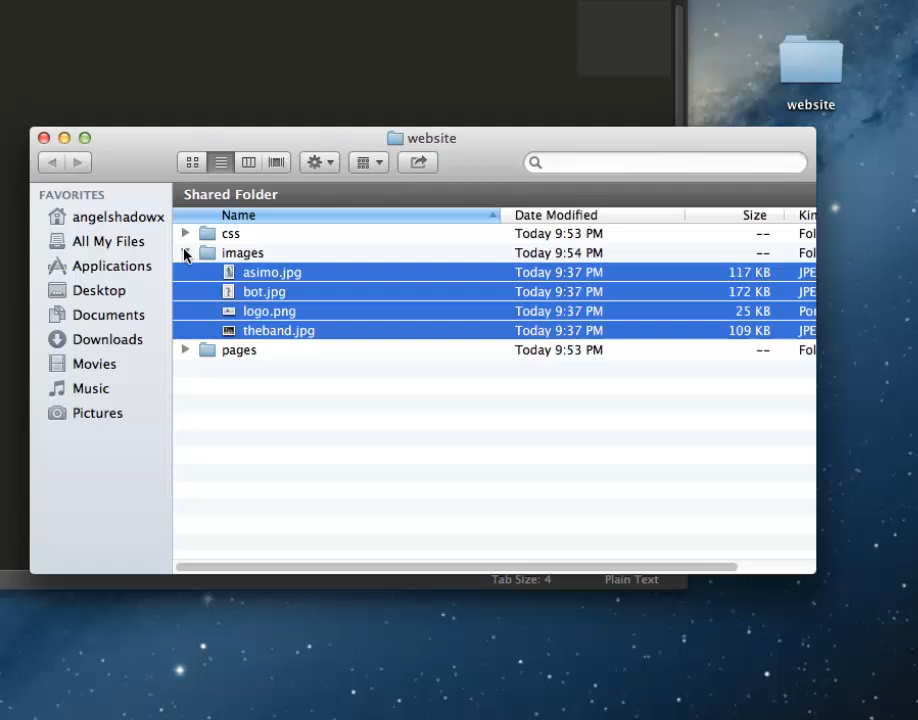 website
website
Shared Folder
Name Date Modified Size Kin
FAVORITES
angelshadowx
All My Files
Applications
Desktop
Documents
Downloads
Movies
Music
Pictures
css Today 9:53 PM -- Fol
images Today 9:54 PM -- Fol
asimo.jpg Today 9:37 PM 117 KB JPE
bot.jpg Today 9:37 PM 172 KB JPE
logo.png Today 9:37 PM 25 KB Por
theband.jpg Today 9:37 PM 109 KB JPE
pages Today 9:53 PM -- Fol
Tab Size: 4 Plain Text